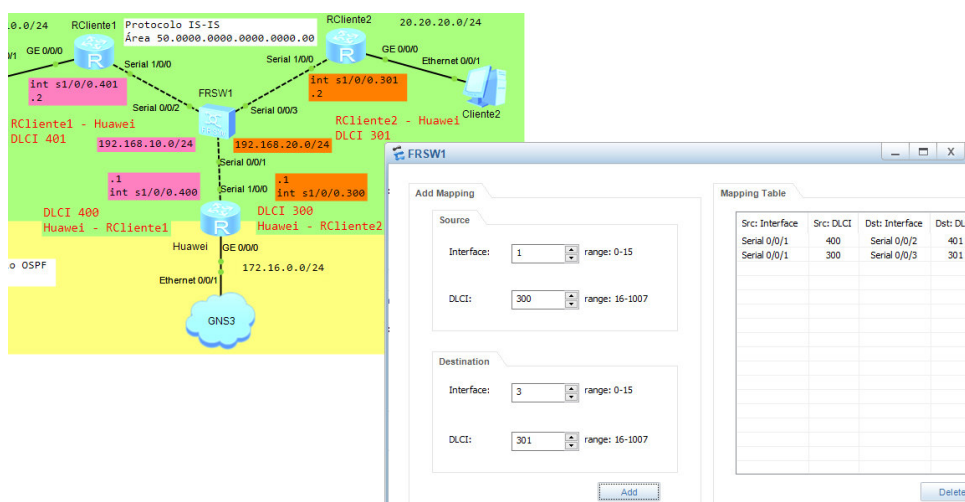 .0.0/24
RCliente1
Protocolo IS-IS
Área 50.0000.0000.0000.0000.00
RCliente2
20.20.20.0/24
GE 0/0/0
R
Serial 1/0/0
Serial 1/0/0
R
GE 0/0/0
Ethernet 0/0/1
int s1/0/0.401
.2
int s1/0/0.301
.2
FRSW1
Serial 0/0/2
Serial 0/0/3
Cliente2
RCliente1 - Huawei
DLCI 401
RCliente2 - Huawei
DLCI 301
192.168.10.0/24
192.168.20.0/24
Serial 0/0/1
.1
int s1/0/0.400
Serial 1/0/0
.1
int s1/0/0.300
DLCI 400
Huawei - RCliente1
R
DLCI 300
Huawei - RCliente2
Huawei
GE 0/0/0
o OSPF
172.16.0.0/24
Ethernet 0/0/1
GNS3
FRSW1
X
Add Mapping
Source
Interface:
1
range: 0-15
DLCI:
300
range: 16-1007
Destination
Interface:
3
range: 0-15
DLCI:
301
range: 16-1007
Add
Mapping Table
Src: Interface Src: DLCI Dst: Interface Dst: DL
Serial 0/0/1 400 Serial 0/0/2 401
Serial 0/0/1 300 Serial 0/0/3 301
Delete